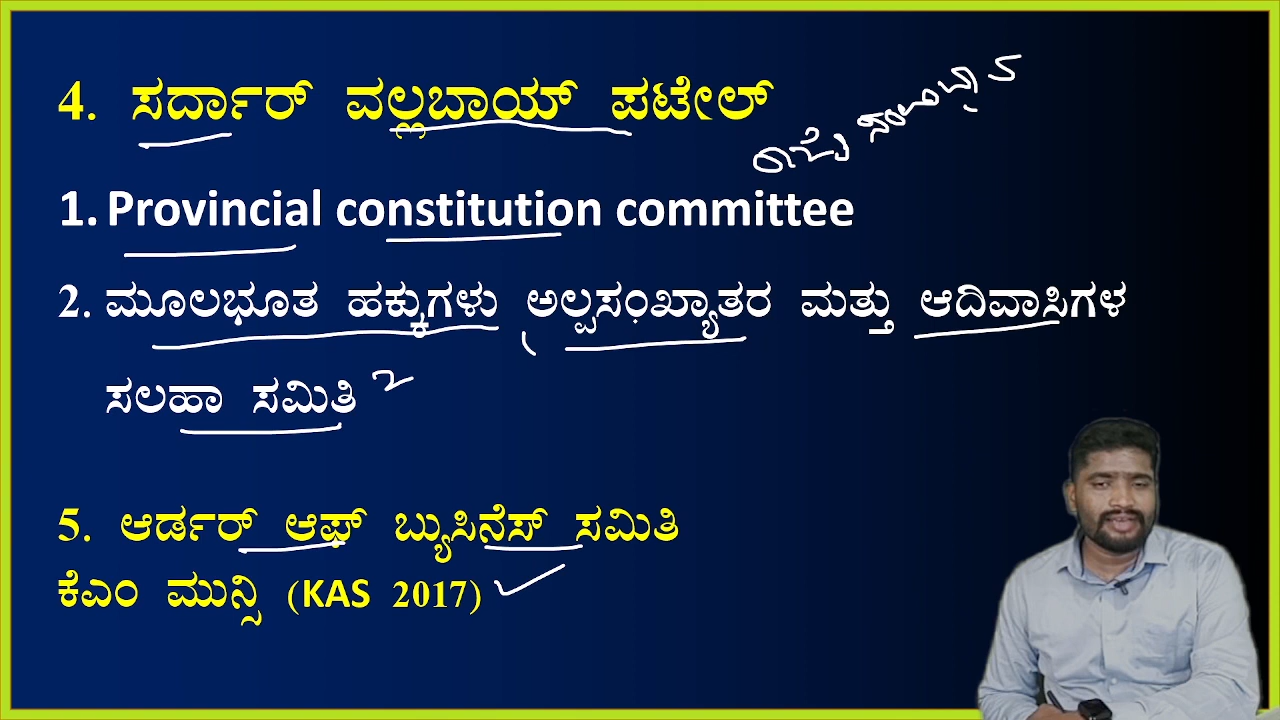 4. ಸರ್ದಾರ್ ವಲ್ಲಬಾಯ್ ಪಟೇಲ್
1. Provincial constitution committee
2. ಮೂಲಭೂತ ಹಕ್ಕುಗಳು ಅಲ್ಪಸಂಖ್ಯಾತರ ಮತ್ತು ಆದಿವಾಸಿಗಳ
ಸಲಹಾ ಸಮಿತಿ 2
5. ಆರ್ಡರ್ ಆಫ್ ಬ್ಯುಸಿನೆಸ್ ಸಮಿತಿ
ಕೆಎಂ ಮುನ್ಸಿ (KAS 2017)